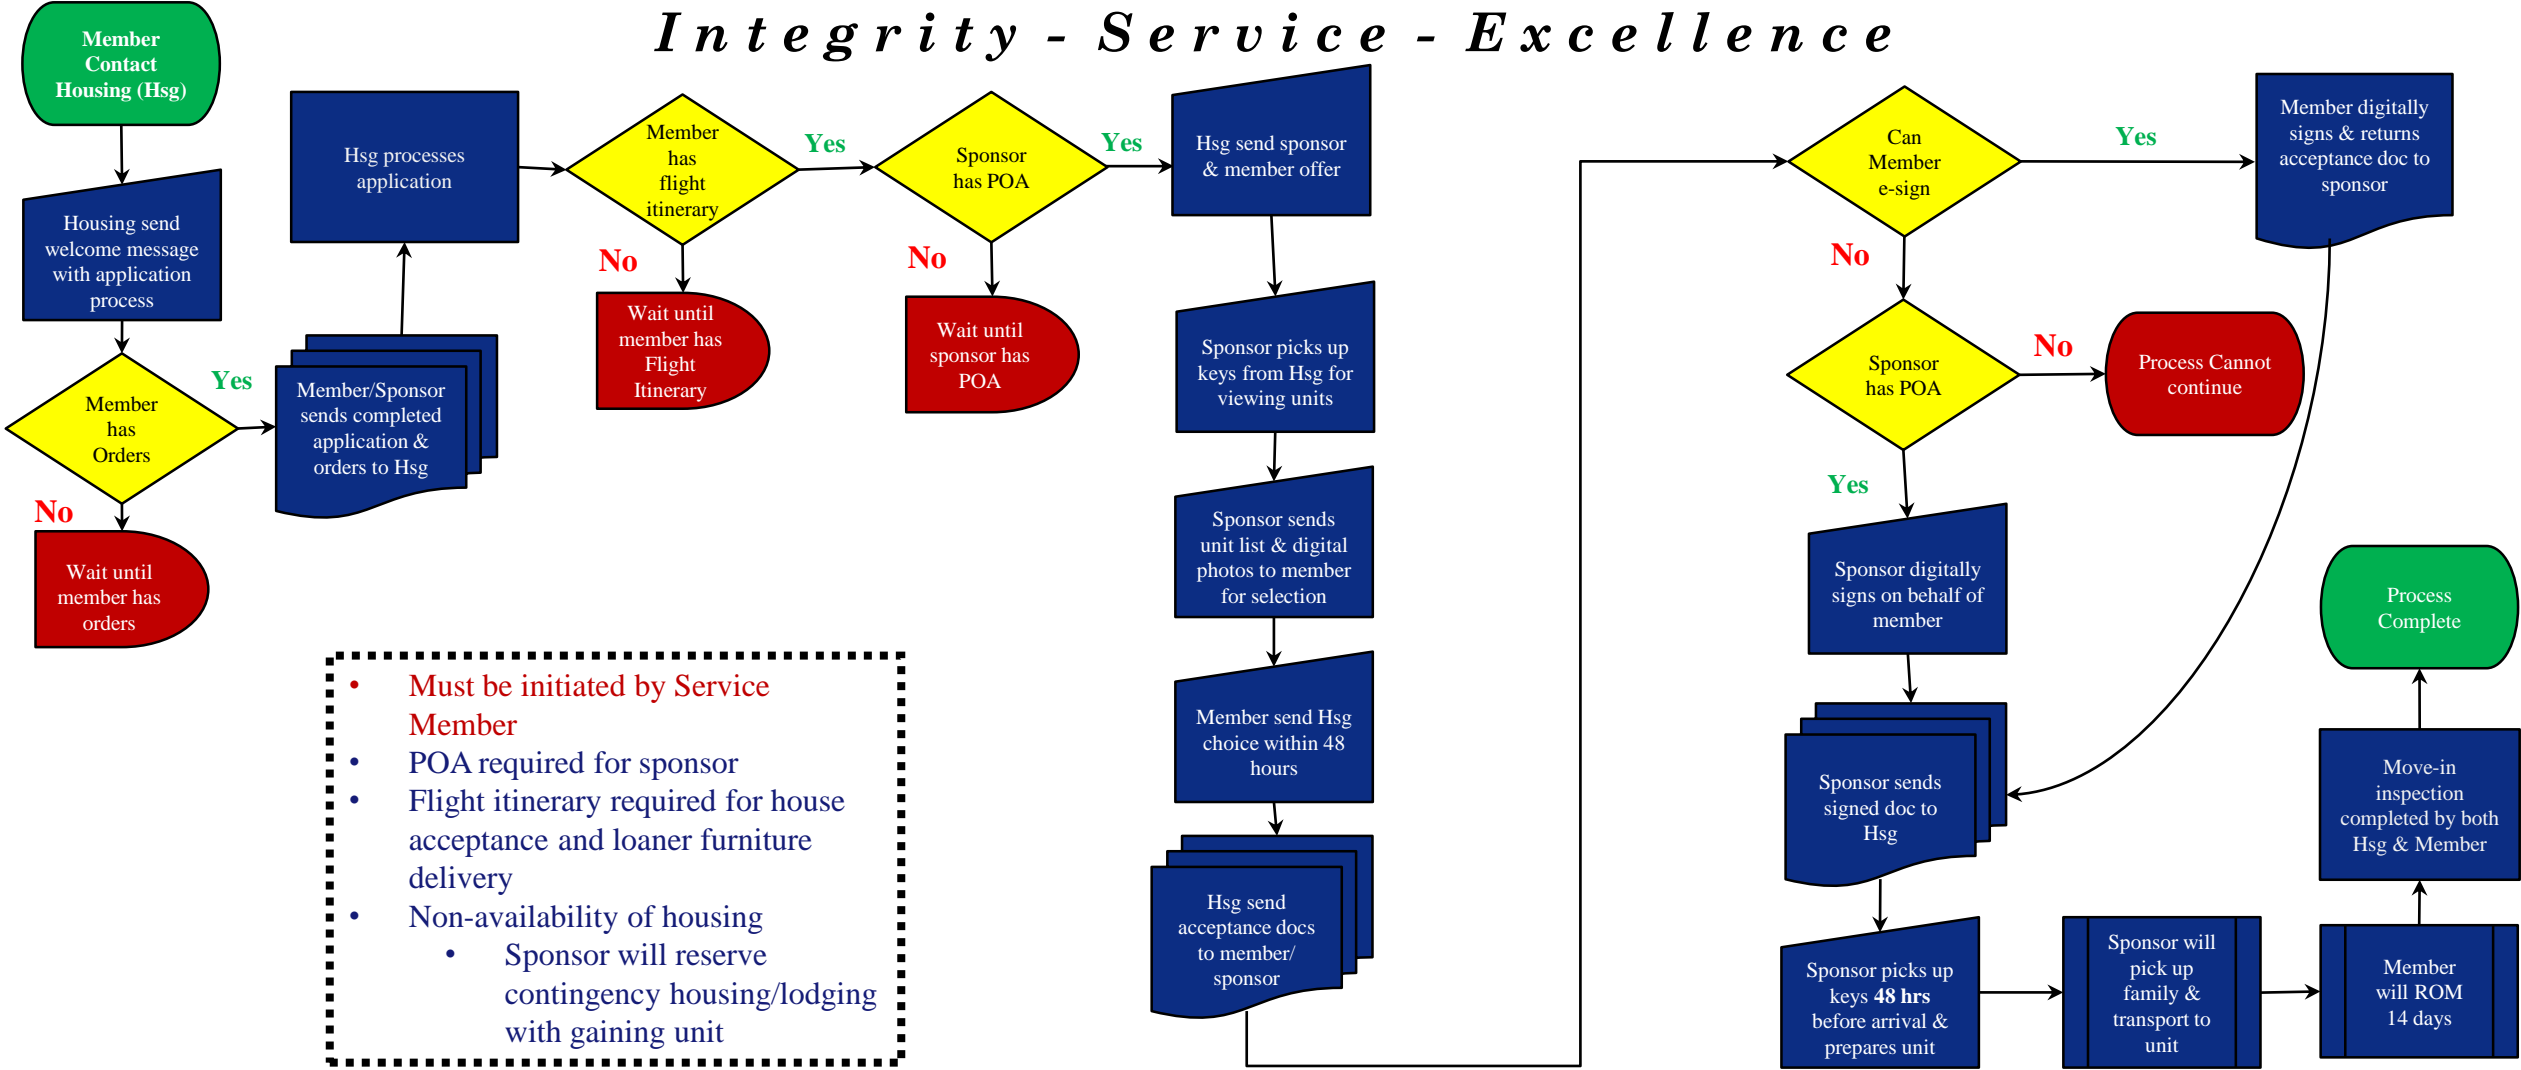 Integrity - Service - Excellence
Member
Contact
Housing (Hsg)
Housing send
welcome message
with application
process
Member
has
Orders
Yes
No
Wait until
member has
orders
Member/Sponsor
sends completed
application &
orders to Hsg
Hsg processes
application
Member
has
flight
itinerary
Yes
No
Wait until
member has
Flight
Itinerary
Sponsor
has POA
Yes
No
Wait until
sponsor has
POA
Hsg send sponsor
& member offer
Sponsor picks up
keys from Hsg for
viewing units
Sponsor sends
unit list & digital
photos to member
for selection
Member send Hsg
choice within 48
hours
Hsg send
acceptance docs
to member/
sponsor
Can
Member
e-sign
Yes
No
Member digitally
signs & returns
acceptance doc to
sponsor
Sponsor
has POA
No
Process Cannot
continue
Yes
Sponsor digitally
signs on behalf of
member
Sponsor sends
signed doc to
Hsg
Sponsor picks up
keys 48 hrs
before arrival &
prepares unit
Sponsor will
pick up
family &
transport to
unit
Member
will ROM
14 days
Move-in
inspection
completed by both
Hsg & Member
Process
Complete
• Must be initiated by Service
Member
• POA required for sponsor
• Flight itinerary required for house
acceptance and loaner furniture
delivery
• Non-availability of housing
• Sponsor will reserve
contingency housing/lodging
with gaining unit